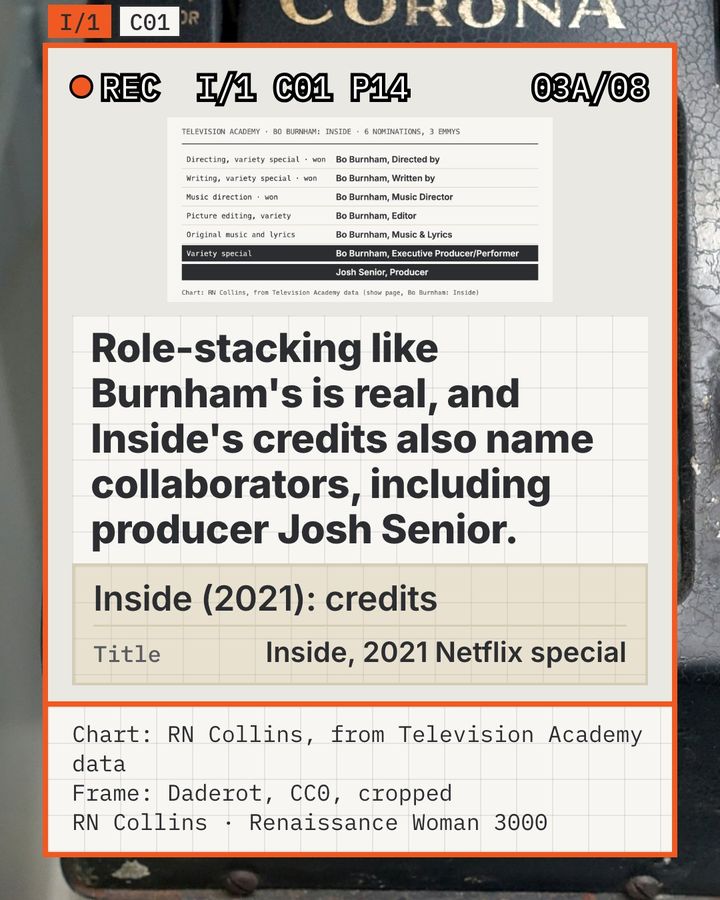 CORONA
I/1 C01 OR
REC I/1 C01 P14 03A/08
TELEVISION ACADEMY · BO BURNHAM: INSIDE · 6 NOMINATIONS, 3 EMMYS
Directing, variety special · won Bo Burnham, Directed by
Writing, variety special · won Bo Burnham, Written by
Music direction · won Bo Burnham, Music Director
Picture editing, variety Bo Burnham, Editor
Original music and lyrics Bo Burnham, Music & Lyrics
Variety special Bo Burnham, Executive Producer/Performer
Josh Senior, Producer
Chart: RN Collins, from Television Academy data (show page, Bo Burnham: Inside)
Role-stacking like
Burnham's is real, and
Inside's credits also name
collaborators, including
producer Josh Senior.
Inside (2021): credits
Title Inside, 2021 Netflix special
Chart: RN Collins, from Television Academy
data
Frame: Daderot, CC0, cropped
RN Collins · Renaissance Woman 3000